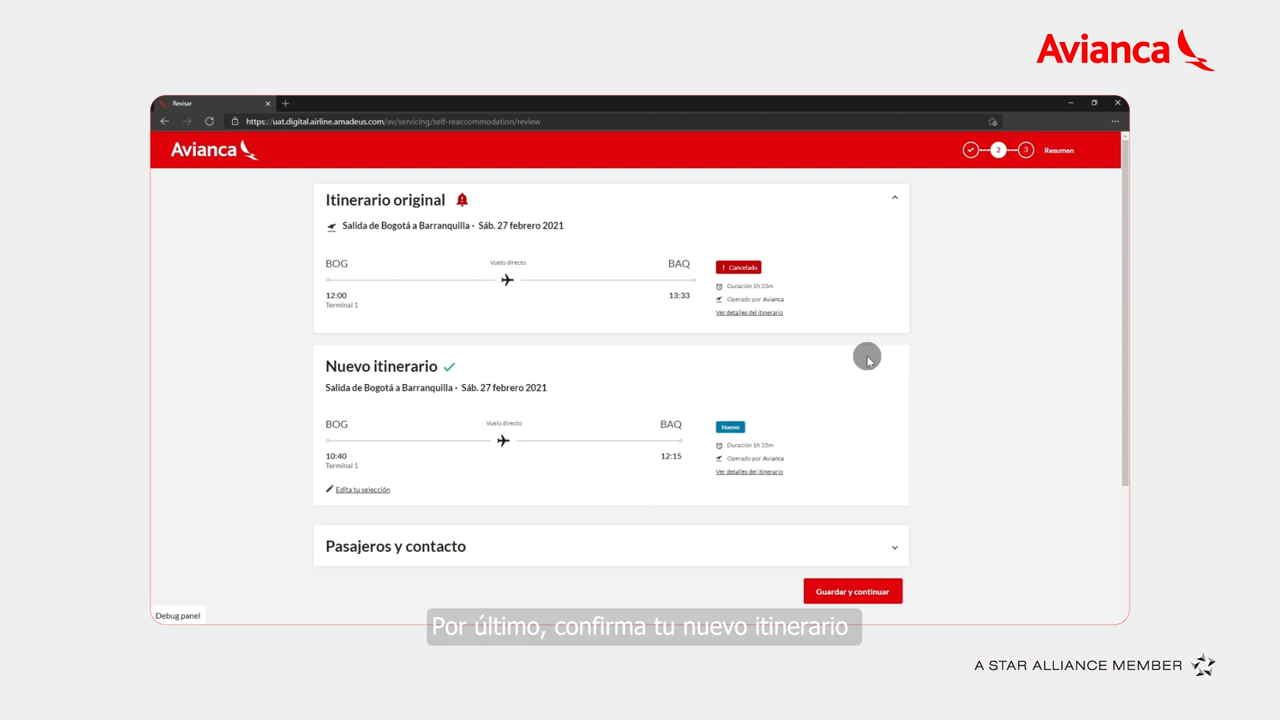 Avianca
Revisar
https://uat.digital.airline.amadeus.com/av/servicing/self-reaccommodation/review
Avianca
2
3
Resumen
Itinerario original
Salida de Bogotá a Barranquilla · Sáb. 27 febrero 2021
BOG
Vuelo directo
BAQ
Cancelado
12:00
13:33
Terminal 1
Duración 1h 33m
Operado por Avianca
Ver detalles del itinerario
Nuevo itinerario
Salida de Bogotá a Barranquilla · Sáb. 27 febrero 2021
BOG
Vuelo directo
BAQ
Nuevo
10:40
12:15
Terminal 1
Duración 1h 35m
Operado por Avianca
Ver detalles del itinerario
Edita tu selección
Pasajeros y contacto
Guardar y continuar
Debug panel
Por último, confirma tu nuevo itinerario
A STAR ALLIANCE MEMBER